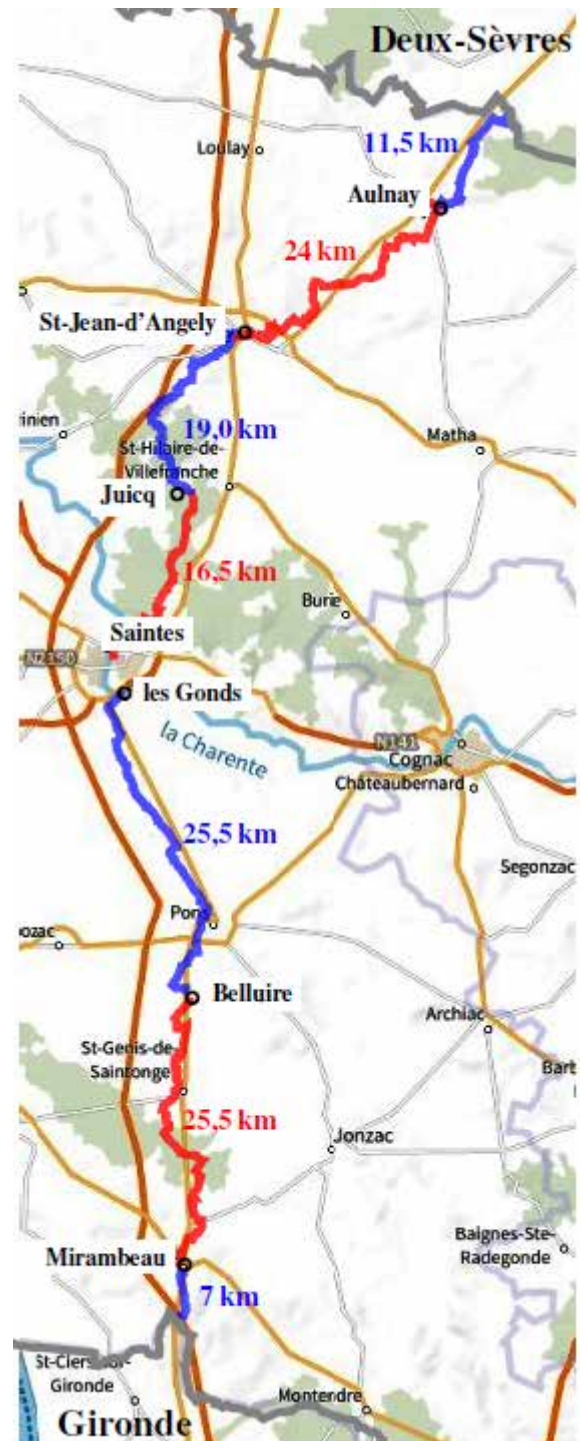 Deux-Sèvres
11,5 km
Loulay
Aulnay
24 km
St-Jean-d'Angely
19,0 km
Matha
St-Hilaire-de-
Villefranche
Juicq
16,5 km
Burie
Saintes
N2150
les Gonds
la Charente
N141
Cognac
Châteaubernard
25,5 km
Segonzac
Pons
Belluire
Archiac
St-Genis-de-
Saintonge
25,5 km
Jonzac
Mirambeau
Baignes-Ste-
Radegonde
7 km
Gironde
Montendre
Gironde